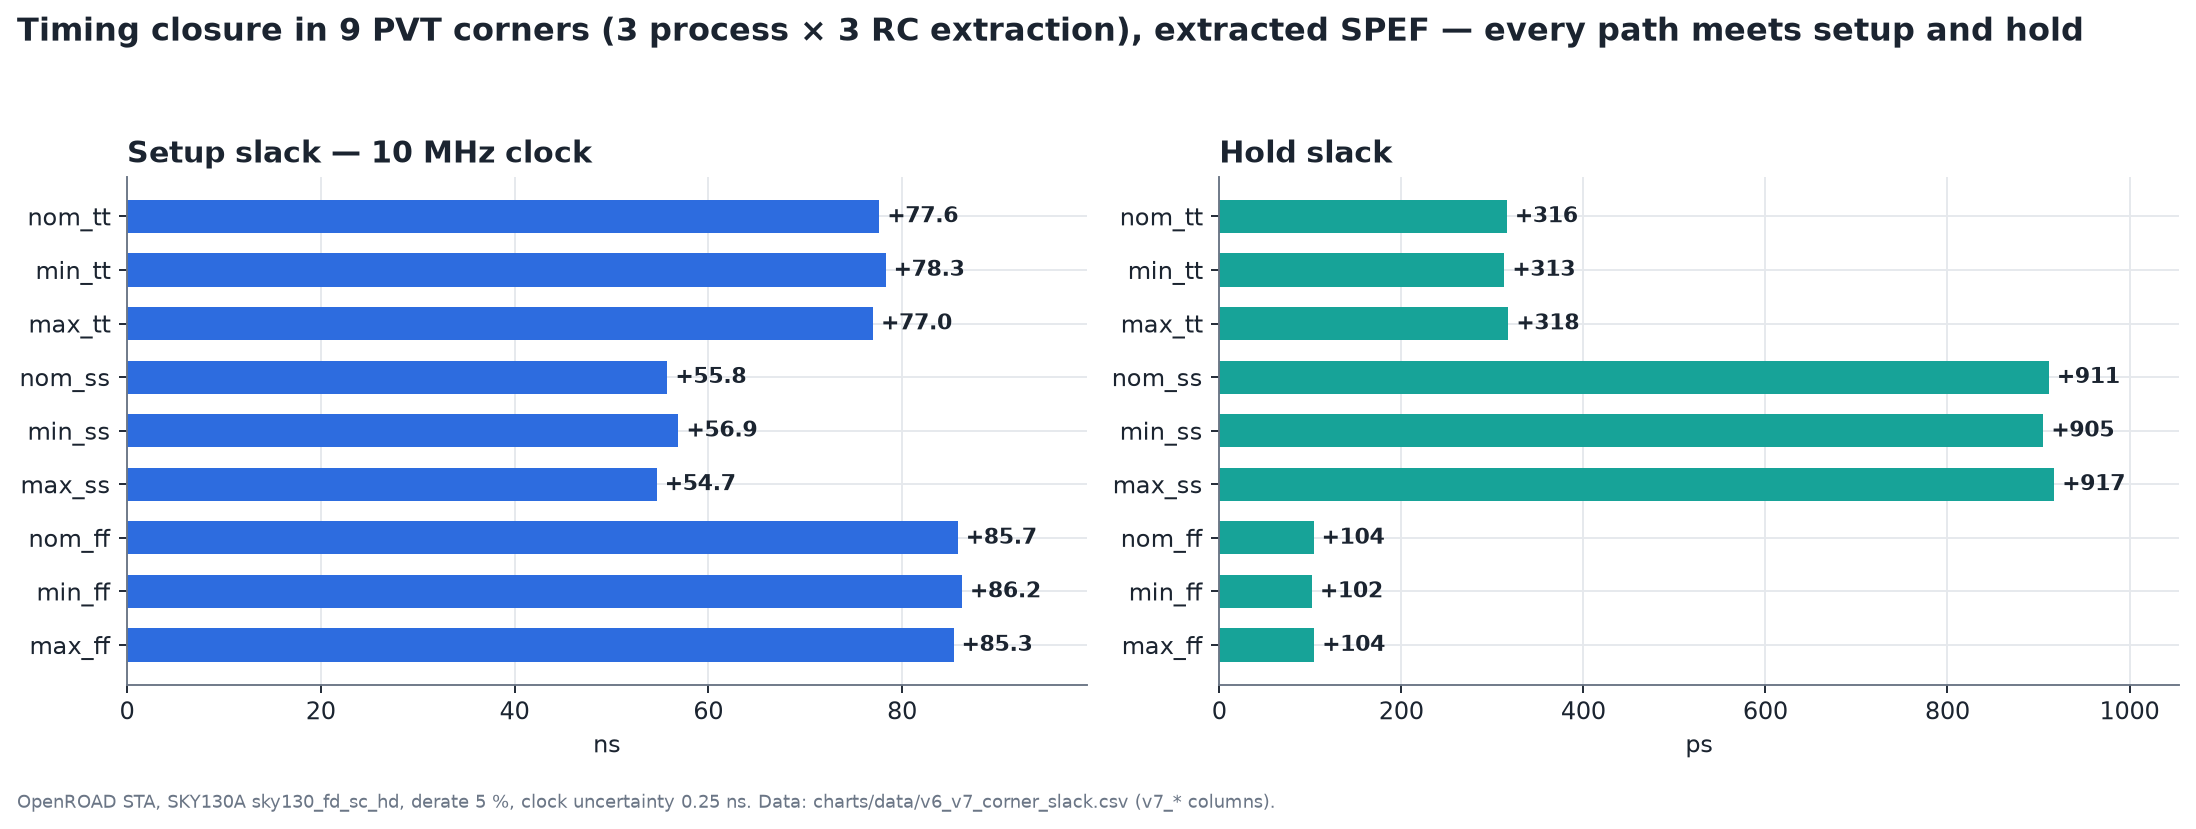 Timing closure in 9 PVT corners (3 process × 3 RC extraction), extracted SPEF — every path meets setup and hold
Setup slack — 10 MHz clock
nom_tt +77.6
min_tt +78.3
max_tt +77.0
nom_ss +55.8
min_ss +56.9
max_ss +54.7
nom_ff +85.7
min_ff +86.2
max_ff +85.3
0 20 40 60 80
ns
Hold slack
nom_tt +316
min_tt +313
max_tt +318
nom_ss +911
min_ss +905
max_ss +917
nom_ff +104
min_ff +102
max_ff +104
0 200 400 600 800 1000
ps
OpenROAD STA, SKY130A sky130_fd_sc_hd, derate 5 %, clock uncertainty 0.25 ns. Data: charts/data/v6_v7_corner_slack.csv (v7_* columns).